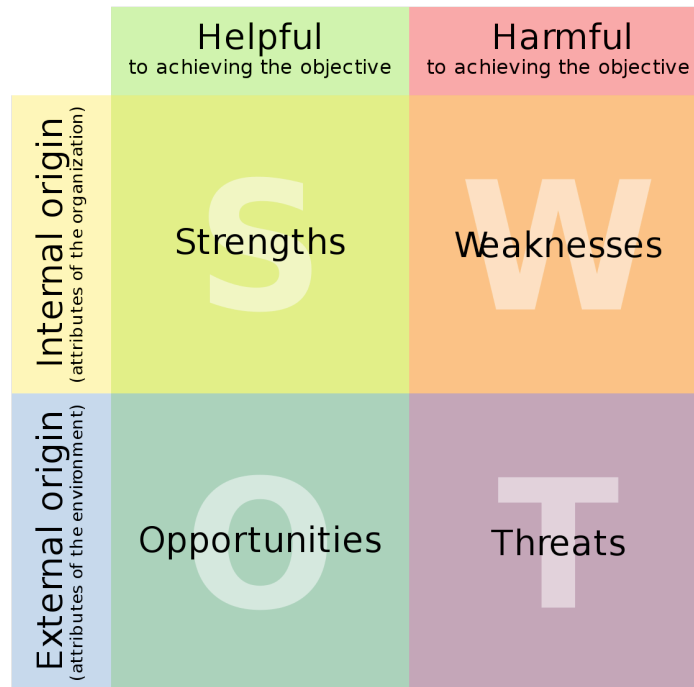 Helpful
to achieving the objective
Harmful
to achieving the objective
Internal origin
(attributes of the organization)
S
Strengths
W
Weaknesses
External origin
(attributes of the environment)
O
Opportunities
T
Threats